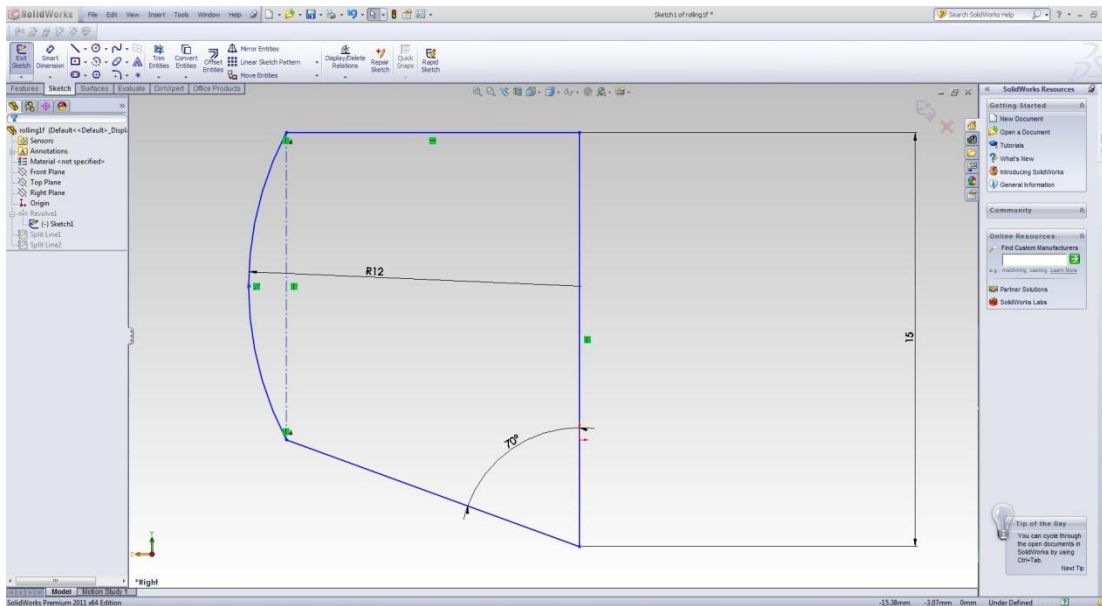 SolidWorks File Edit View Insert Tools Window Help
Sketch1 of rolling1f *
Search SolidWorks Help
Exit Sketch
Smart Dimension
Trim Entities
Convert Entities
Offset Entities
Mirror Entities
Linear Sketch Pattern
Move Entities
Display/Delete Relations
Repair Sketch
Quick Snaps
Rapid Sketch
Features Sketch Surfaces Evaluate DimXpert Office Products
rolling1f (Default<<Default>_Displ
Sensors
Annotations
Material <not specified>
Front Plane
Top Plane
Right Plane
Origin
Revolve1
(-) Sketch1
Split Line1
Split Line2
R12
15
70°
Y
Z
*Right
SolidWorks Resources
Getting Started
New Document
Open a Document
Tutorials
What's New
Introducing SolidWorks
General Information
Community
Online Resources
Find Custom Manufacturers
e.g., machining, casting. Learn More
Partner Solutions
SolidWorks Labs
Tip of the Day
You can cycle through
the open documents in
SolidWorks by using
Ctrl+Tab.
Next Tip
Model Motion Study 1
SolidWorks Premium 2011 x64 Edition
-15.38mm -3.07mm 0mm Under Defined